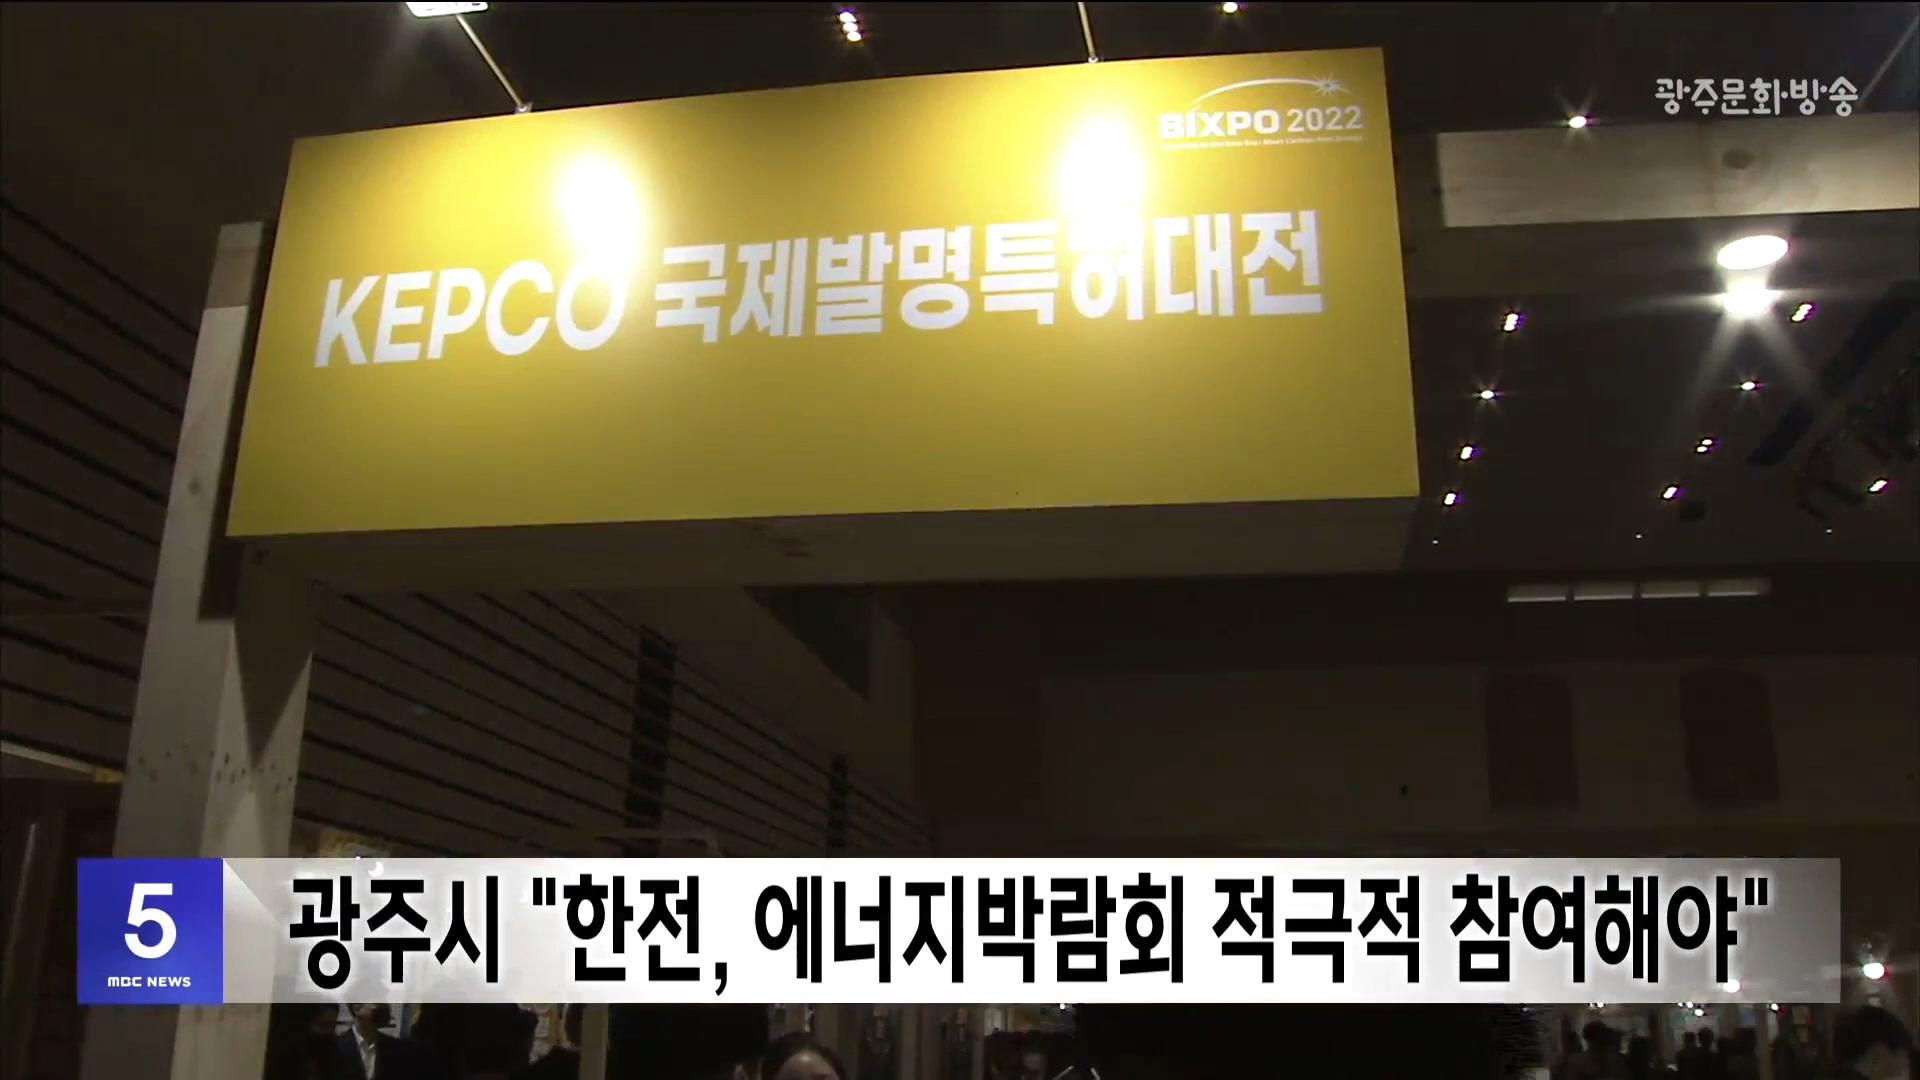 광주문화방송
BIXPO 2022
KEPCO 국제발명특허대전
5
MBC NEWS
광주시 "한전, 에너지박람회 적극적 참여해야"